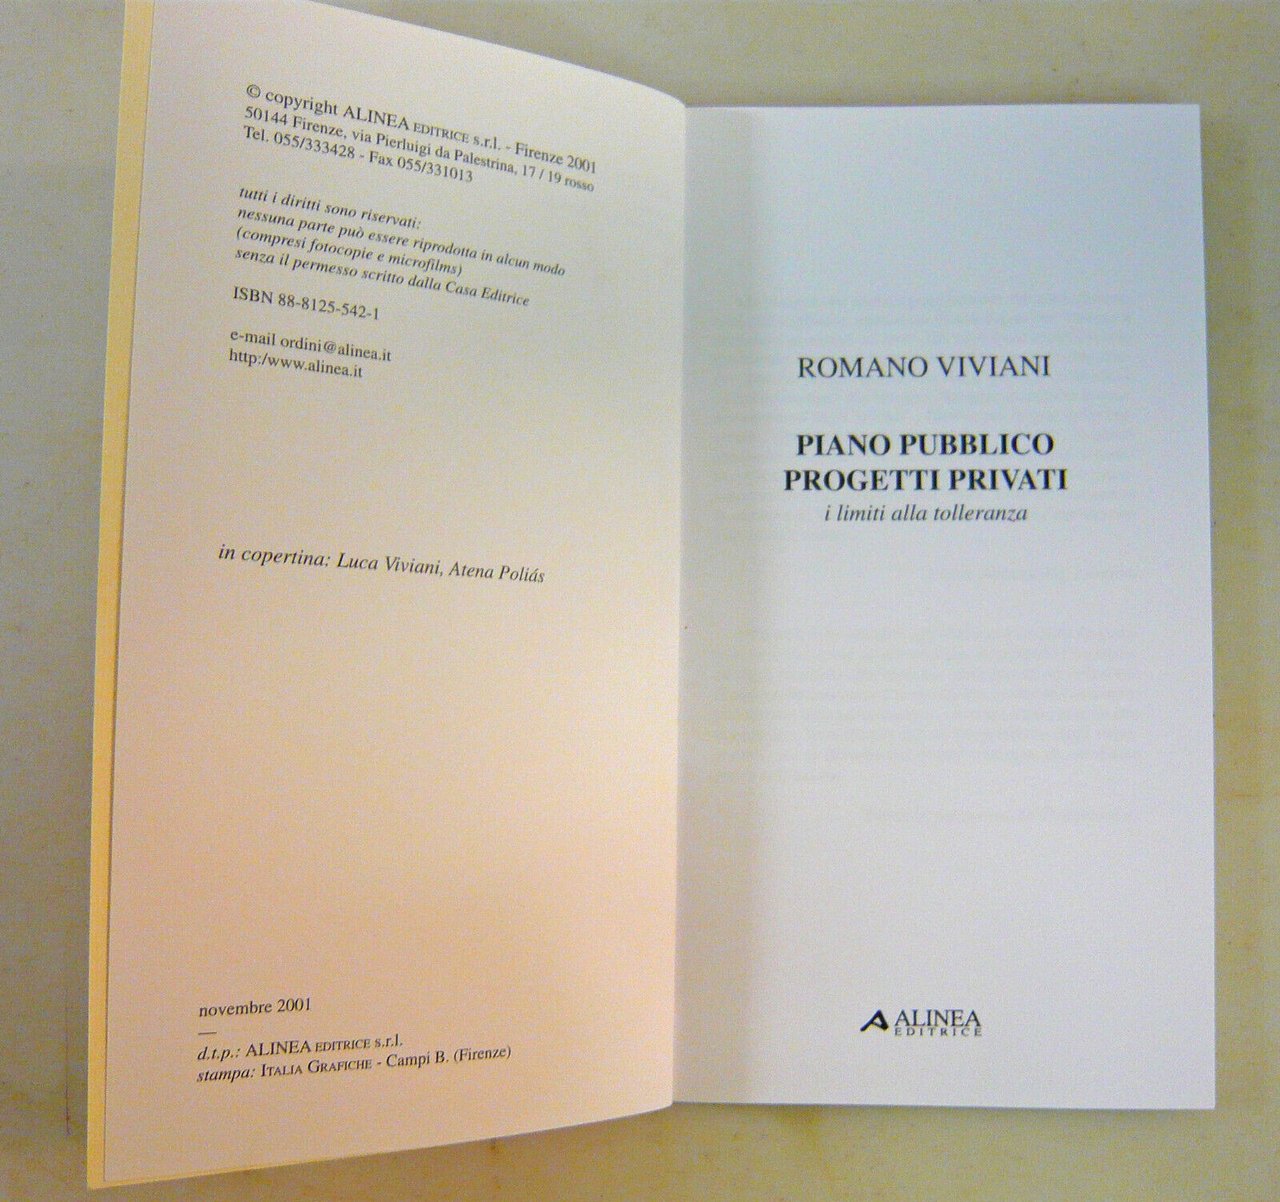 © copyright ALINEA EDITRICE s.r.l. - Firenze 2001
50144 Firenze, via Pierluigi da Palestrina, 17 / 19 rosso
Tel. 055/333428 - Fax 055/331013
tutti i diritti sono riservati:
nessuna parte può essere riprodotta in alcun modo
(compresi fotocopie e microfilms)
senza il permesso scritto dalla Casa Editrice
ISBN 88-8125-542-1
e-mail ordini@alinea.it
http:/www.alinea.it
in copertina: Luca Viviani, Atena Poliás
novembre 2001
d.t.p.: ALINEA EDITRICE s.r.l.
stampa: ITALIA GRAFICHE - Campi B. (Firenze)
ROMANO VIVIANI
PIANO PUBBLICO
PROGETTI PRIVATI
i limiti alla tolleranza
ALINEA
EDITRICE